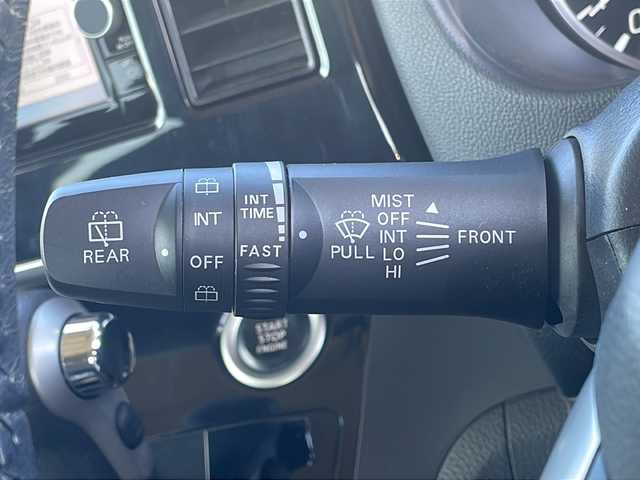 REAR
INT
OFF
INT
TIME
FAST
PULL
MIST
OFF
INT
LO
HI
FRONT
START
STOP
ENGINE